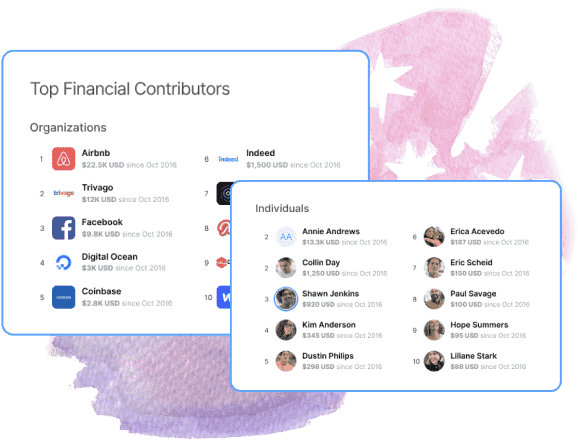 Top Financial Contributors
Organizations
1 Airbnb
$22.5K USD since Oct 2016
2 trivago Trivago
$12K USD since Oct 2016
3 Facebook
$9.8K USD since Oct 2016
4 Digital Ocean
$3K USD since Oct 2016
5 coinbase Coinbase
$2.8K USD since Oct 2016
6 indeed Indeed
$1,500 USD since Oct 2016
7
8
9
10
Individuals
2 AA Annie Andrews
$13.3K USD since Oct 2016
2 Collin Day
$1,250 USD since Oct 2016
3 Shawn Jenkins
$920 USD since Oct 2016
4 Kim Anderson
$345 USD since Oct 2016
5 Dustin Philips
$298 USD since Oct 2016
6 Erica Acevedo
$187 USD since Oct 2016
7 Eric Scheid
$150 USD since Oct 2016
8 Paul Savage
$100 USD since Oct 2016
9 Hope Summers
$95 USD since Oct 2016
10 Liliane Stark
$88 USD since Oct 2016